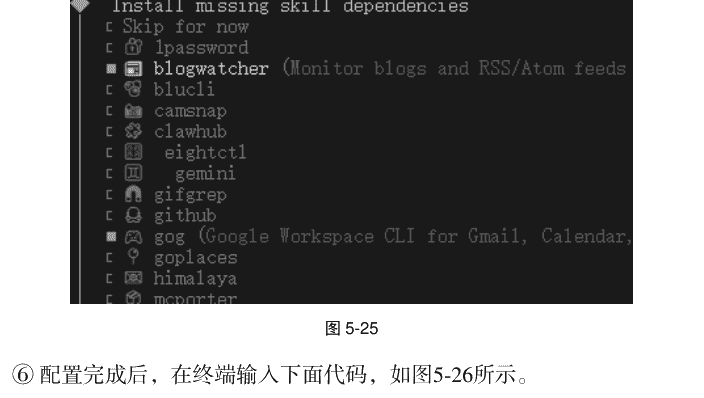 Install missing skill dependencies
Skip for now
1password
blogwatcher (Monitor blogs and RSS/Atom feeds
blucli
camsnap
clawhub
eightctl
gemini
gifgrep
github
gog (Google Workspace CLI for Gmail, Calendar,
goplaces
himalaya
mcporter
图 5-25
⑥ 配置完成后，在终端输入下面代码，如图5-26所示。